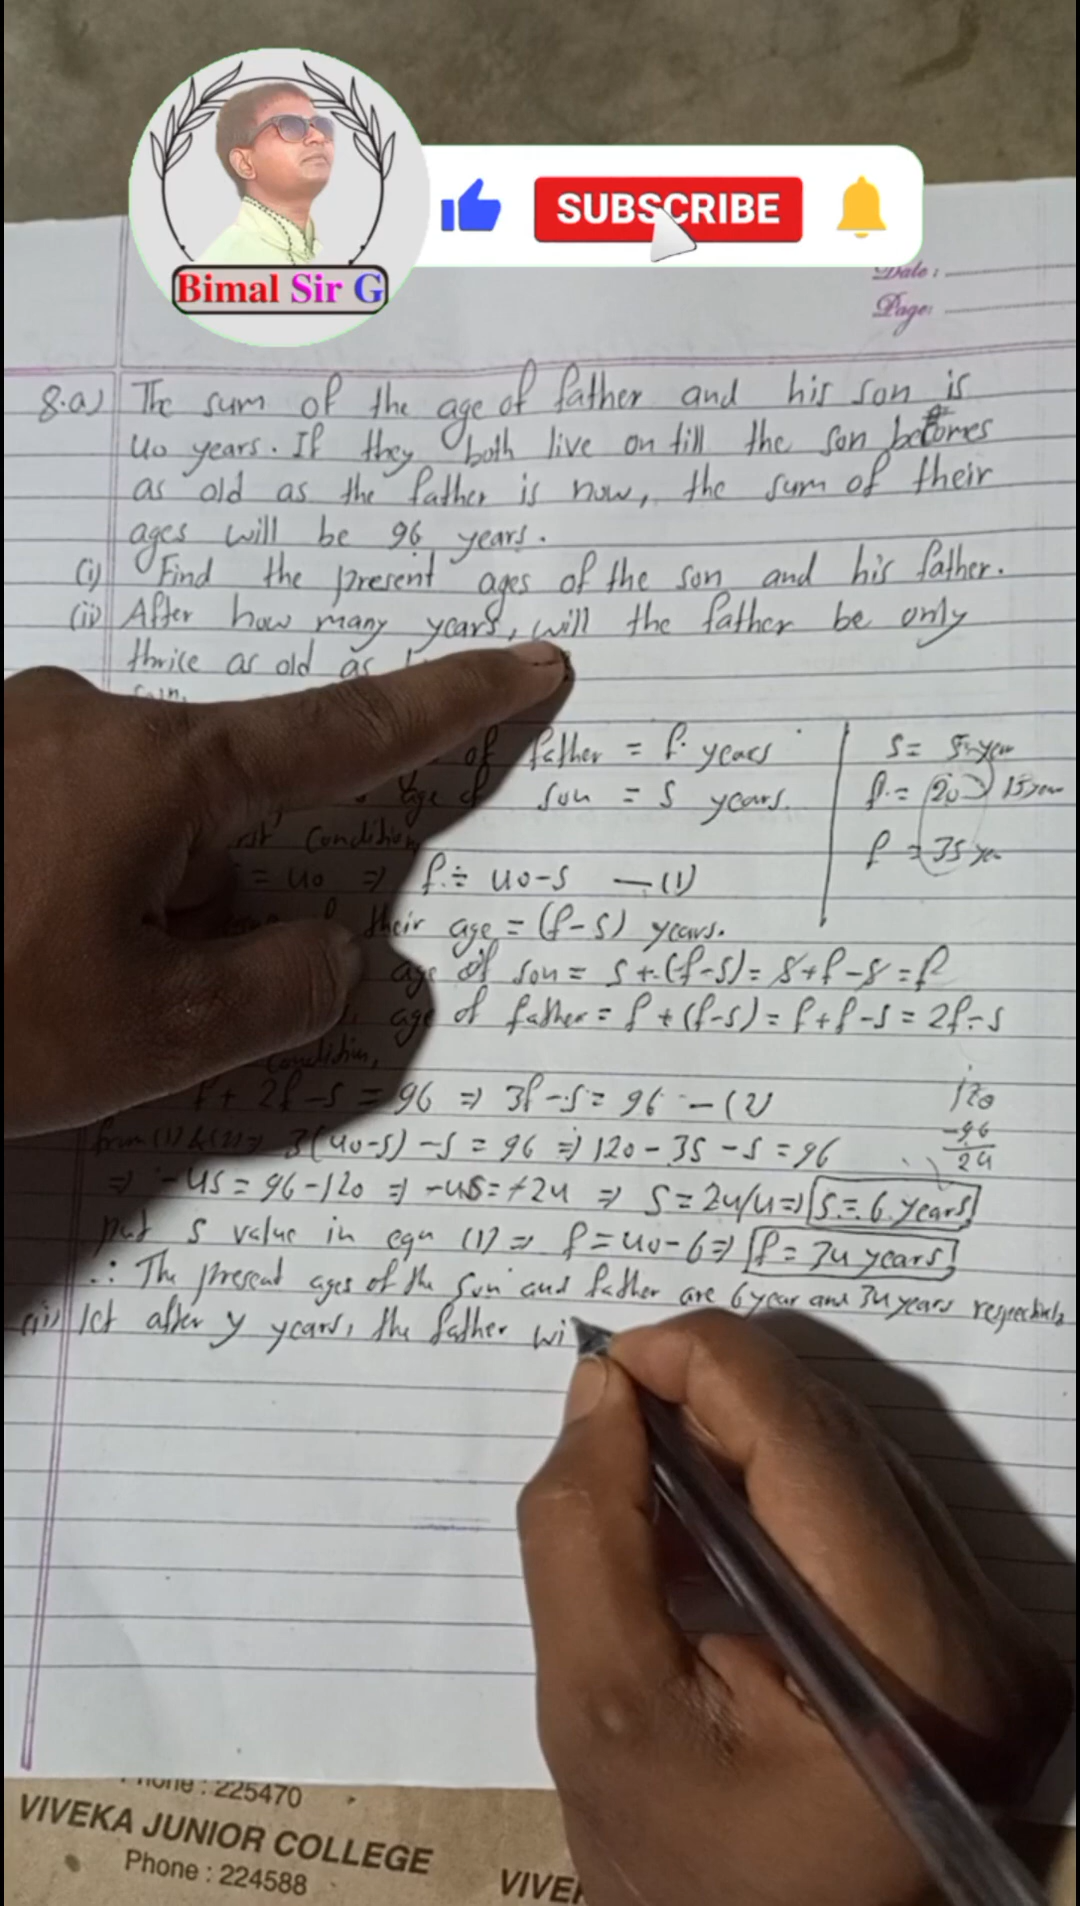 SUBSCRIBE
Bimal Sir G
Date :
Page:
8.a) The sum of the age of father and his son is
40 years. If they both live on till the son becomes
as old as the father is now, the sum of their
ages will be 96 years.
(i) Find the present ages of the son and his father.
(ii) After how many years, will the father be only
thrice as old as
of father = f years
age of son = s years.
condition,
= 40 => f = 40-s —(1)
their age = (f-s) years.
age of son = s+(f-s) = s+f-s = f
age of father = f+(f-s) = f+f-s = 2f-s
condition,
f+ 2f-s = 96 => 3f-s = 96 -(2)
from (1) & (2) => 3(40-s) -s = 96 => 120-3s-s = 96
=> -4s = 96-120 => -4s = -24 => s = 24/4 => s = 6 years
put s value in eqn (1) => f = 40-6 => f = 34 years
∴ The present ages of the son and father are 6 year and 34 years respectively
(ii) let after y years, the father wi
s = 5 year
f = 20 15 year
f = 35 ye
120
-96
24
Phone : 225470
VIVEKA JUNIOR COLLEGE
Phone : 224588
VIVE